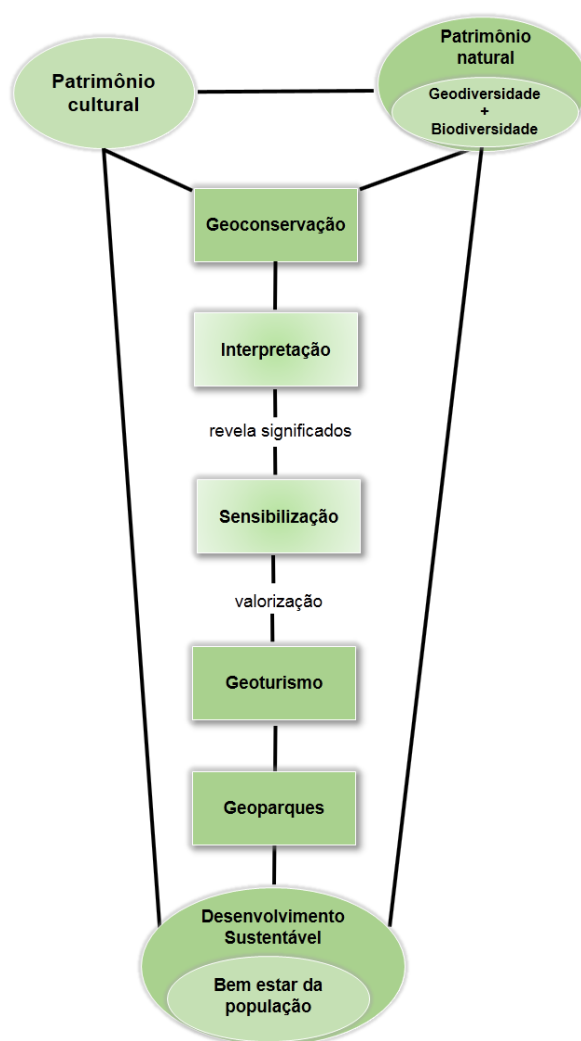 Patrimônio
cultural
Patrimônio
natural
Geodiversidade
+
Biodiversidade
Geoconservação
Interpretação
revela significados
Sensibilização
valorização
Geoturismo
Geoparques
Desenvolvimento
Sustentável
Bem estar da
população